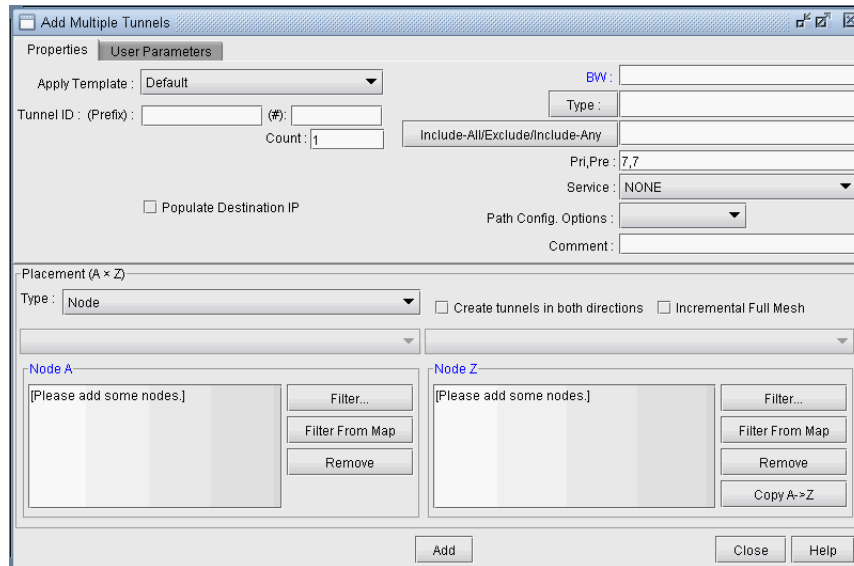 Add Multiple Tunnels
Properties User Parameters
Apply Template : Default
BW :
Tunnel ID : (Prefix) : (#):
Type :
Count : 1
Include-All/Exclude/Include-Any
Pri,Pre : 7,7
Service : NONE
Populate Destination IP
Path Config. Options :
Comment :
Placement (A × Z)
Type : Node
Create tunnels in both directions Incremental Full Mesh
Node A Node Z
[Please add some nodes.] Filter... [Please add some nodes.] Filter...
Filter From Map Filter From Map
Remove Remove
Copy A->Z
Add Close Help